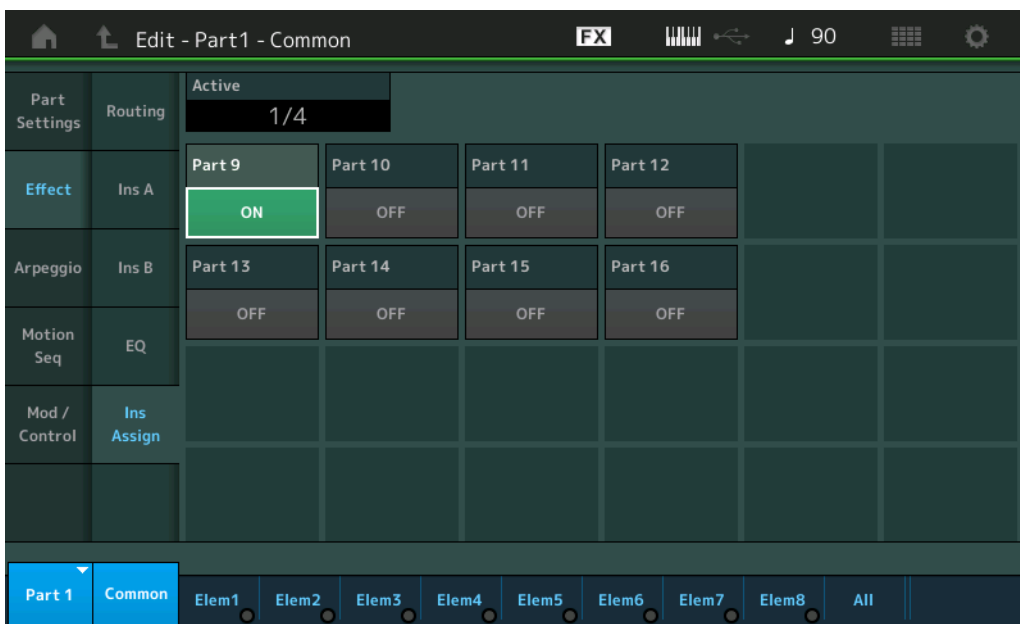 Edit - Part1 - Common
FX
90
Part
Settings
Routing
Active
1/4
Effect
Ins A
Part 9
Part 10
Part 11
Part 12
ON
OFF
OFF
OFF
Arpeggio
Ins B
Part 13
Part 14
Part 15
Part 16
OFF
OFF
OFF
OFF
Motion
Seq
EQ
Mod /
Control
Ins
Assign
Part 1
Common
Elem1
Elem2
Elem3
Elem4
Elem5
Elem6
Elem7
Elem8
All